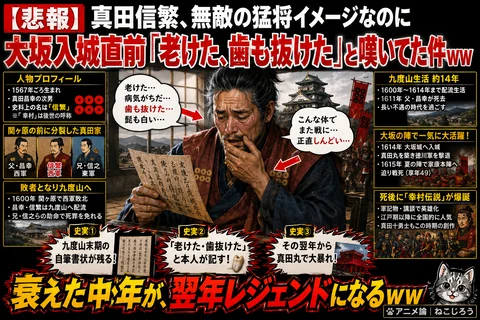 【悲報】真田信繁、無敵の猛将イメージなのに
大坂入城直前「老けた、歯も抜けた」と嘆いてた件ww
人物プロフィール
・1567年ごろ生まれ
・真田昌幸の次男
・史料上の名は「信繁」
※「幸村」は後世の呼称
関ヶ原の前に分裂した真田家
父・昌幸
西軍
信繁
西軍
兄・信之
東軍
敗者となり九度山へ
・1600年 関ヶ原で西軍敗北
・昌幸・信繁は九度山へ配流
・兄・信之らの助命で死罪を免れる
老けた…
病気がちだ…
歯も抜けた…
髭も白い…
こんな体で
また戦に…
正直しんどい…
九度山生活 約14年
・1600年～1614年まで配流生活
・1611年 父・昌幸が死去
・長い不遇の時代を過ごす
大坂の陣で一気に大活躍！
・1614年 大坂城へ入城
・真田丸を築き徳川軍を撃退
・1615年 夏の陣で家康本陣へ
迫り戦死（享年49）
死後に「幸村伝説」が爆誕
・軍記物・講談で英雄化
・江戸期以降に全国的に人気
・真田十勇士もこの時期の創作
史実①
九度山末期の
自筆書状が残る！
史実②
「老けた・歯抜けた」
と本人が記す！
史実③
その翌年から
真田丸で大暴れ！
衰えた中年が、翌年レジェンドになるww
アニメ論｜ねこじろう